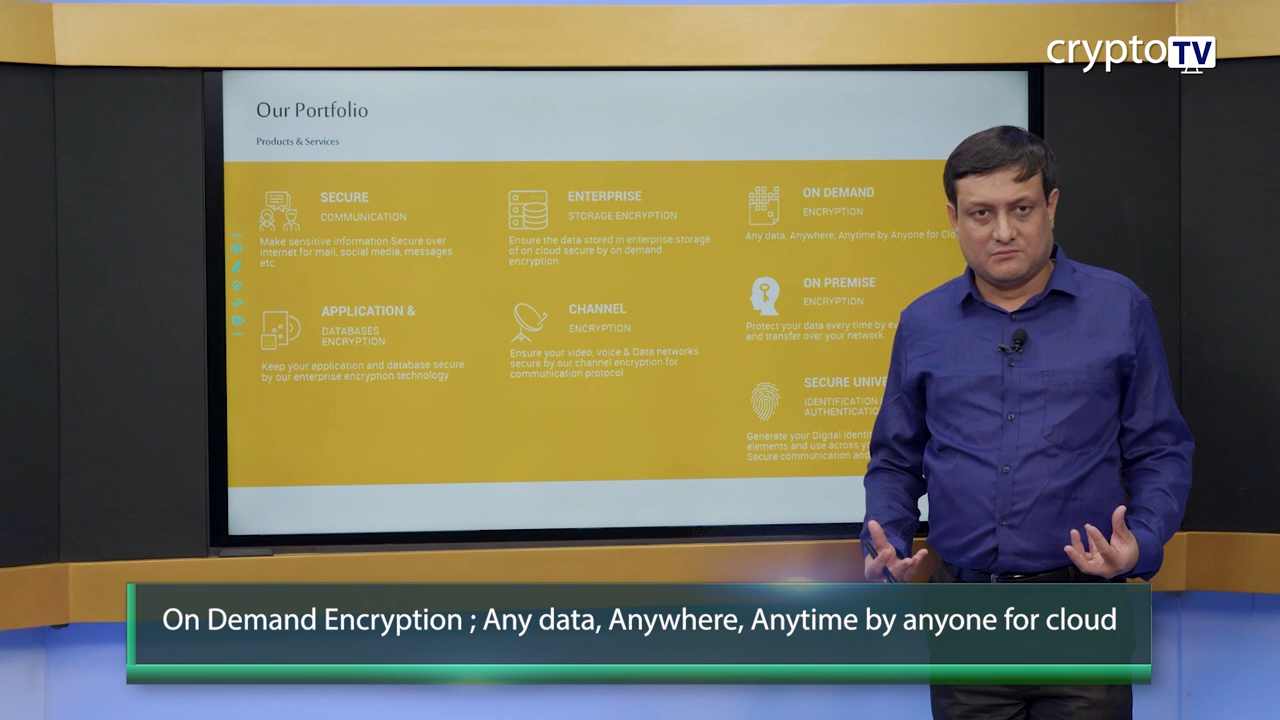 cryptoTV
Our Portfolio
Products & Services
SECURE
COMMUNICATION
Make sensitive information Secure over
internet for mail, social media, messages
etc.
ENTERPRISE
STORAGE ENCRYPTION
Ensure the data stored in enterprise storage
of on cloud secure by on demand
encryption.
ON DEMAND
ENCRYPTION
Any data, Anywhere, Anytime by Anyone for Clo
APPLICATION &
DATABASES
ENCRYPTION
Keep your application and database secure
by our enterprise encryption technology
CHANNEL
ENCRYPTION
Ensure your video, voice & Data networks
secure by our channel encryption for
communication protocol
ON PREMISE
ENCRYPTION
Protect your data every time by
and transfer over your network.
SECURE
IDENTIFICATION
Generate your Digital
elements and use across
Secure communication and
On Demand Encryption ; Any data, Anywhere, Anytime by anyone for cloud